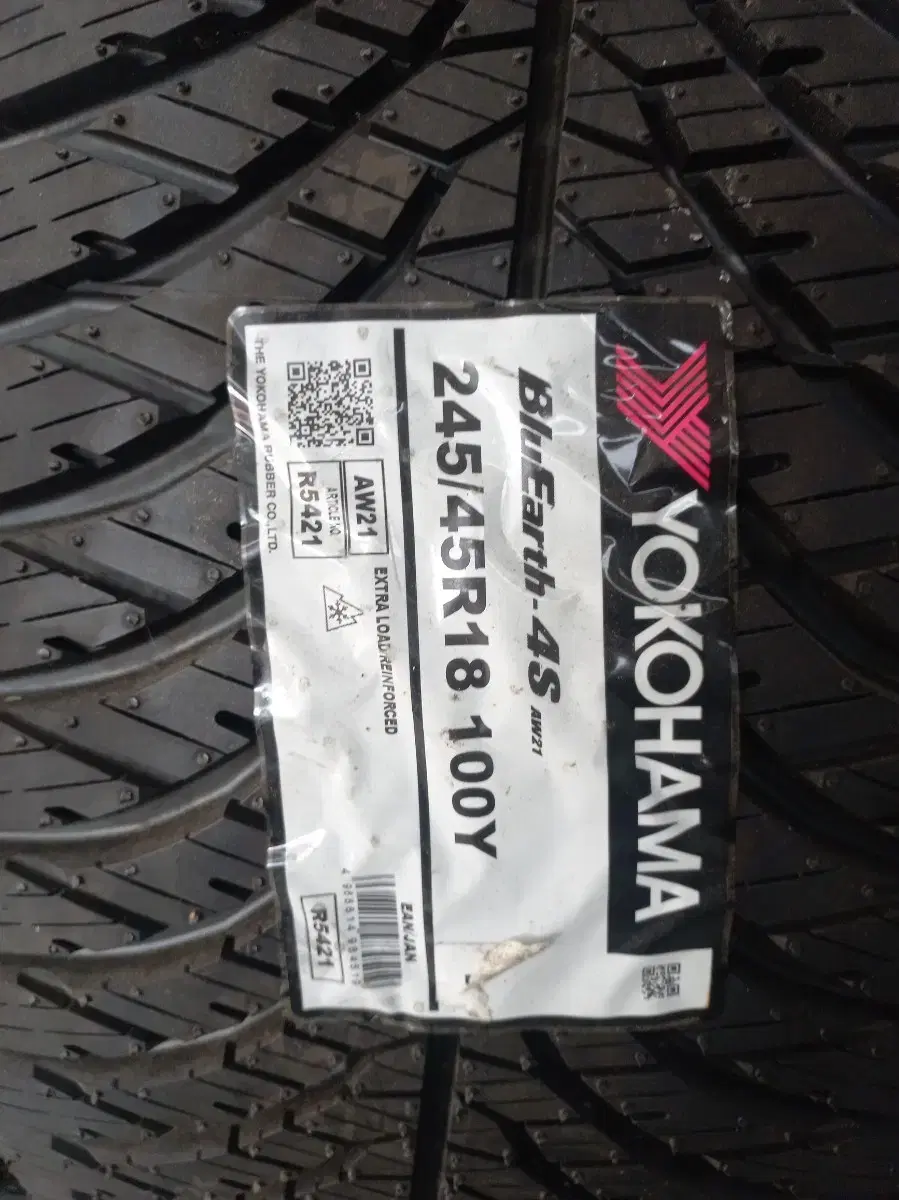 YOKOHAMA
BluEarth-4S AW21
245/45R18 100Y
EXTRA LOAD/REINFORCED
AW21
ARTICLE NO.
R5421
EAN/JAN
R5421
THE YOKOHAMA RUBBER CO.,LTD.